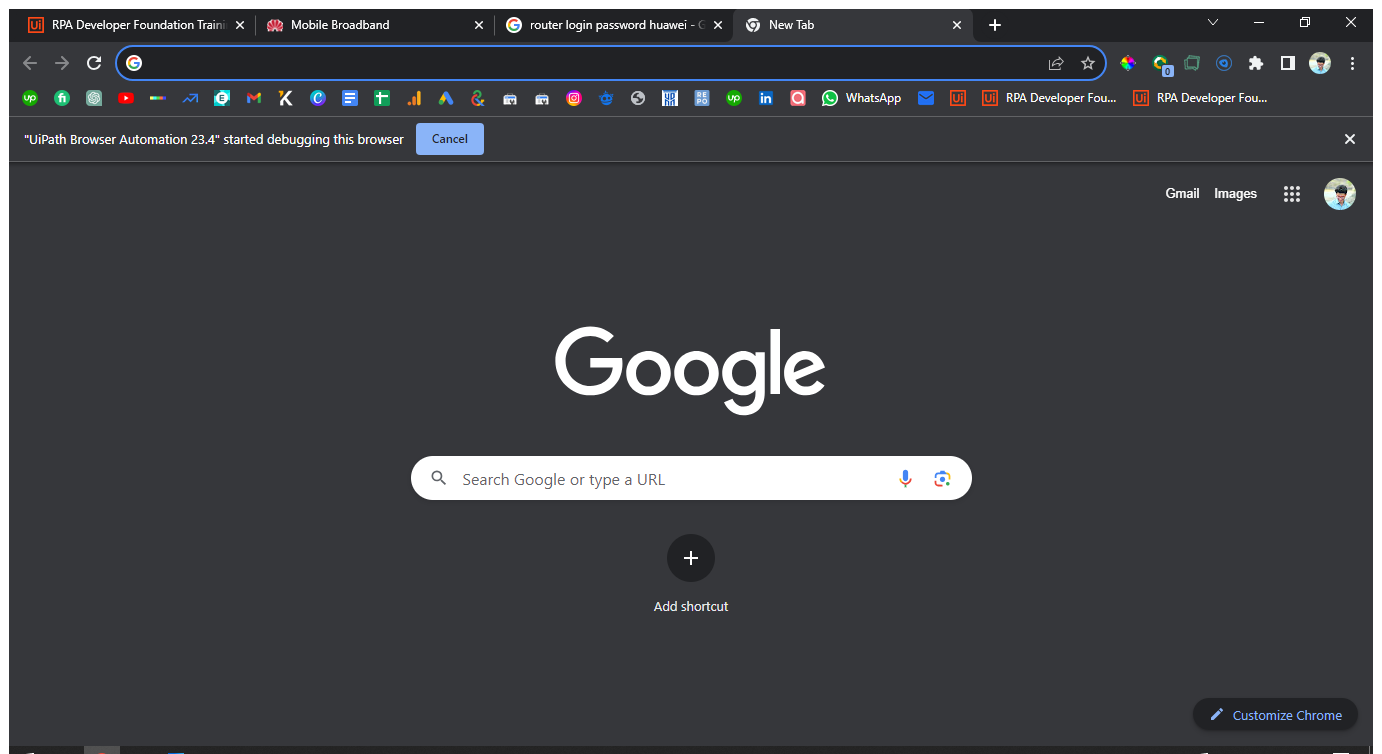 RPA Developer Foundation Traini
Mobile Broadband
router login password huawei - G
New Tab
0
WhatsApp
RPA Developer Fou...
RPA Developer Fou...
"UiPath Browser Automation 23.4" started debugging this browser
Cancel
Gmail
Images
Google
Search Google or type a URL
Add shortcut
Customize Chrome